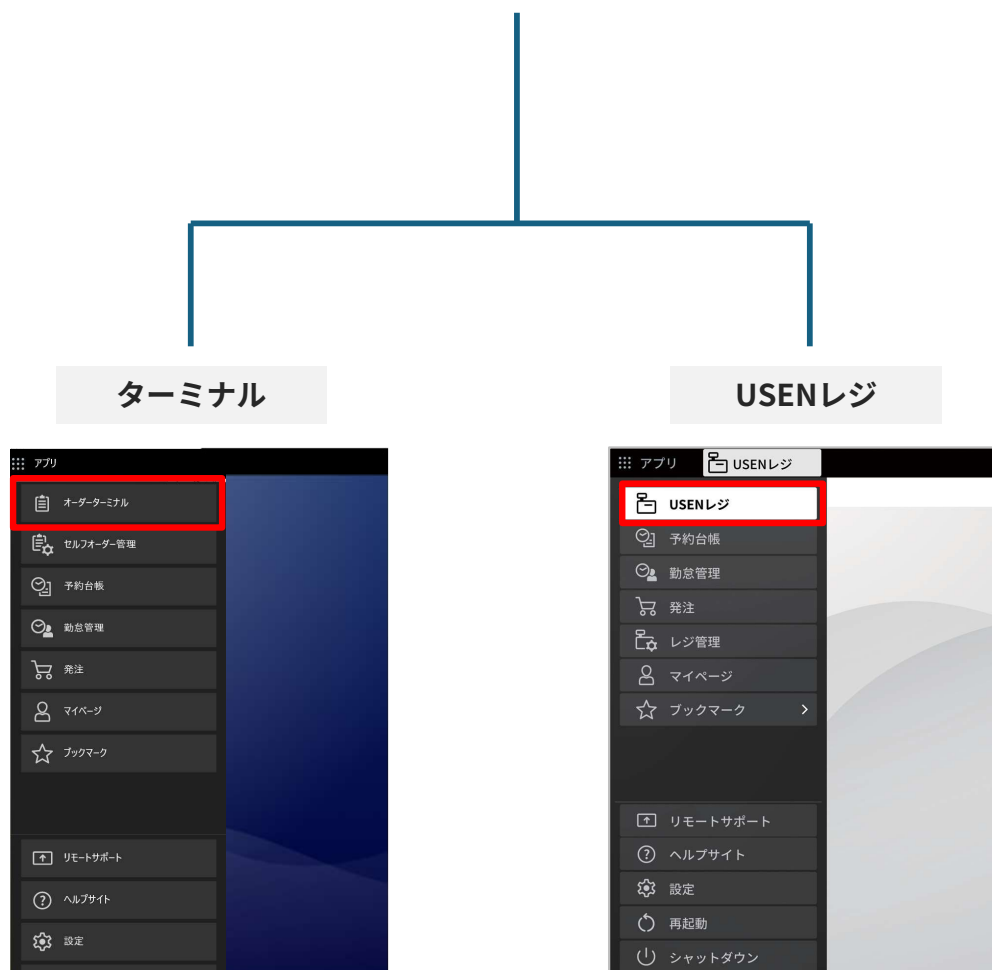 ターミナル
アプリ
オーダーターミナル
セルフオーダー管理
予約台帳
勤怠管理
発注
マイページ
ブックマーク
リモートサポート
ヘルプサイト
設定
USENレジ
アプリ USENレジ
USENレジ
予約台帳
勤怠管理
発注
レジ管理
マイページ
ブックマーク
リモートサポート
ヘルプサイト
設定
再起動
シャットダウン